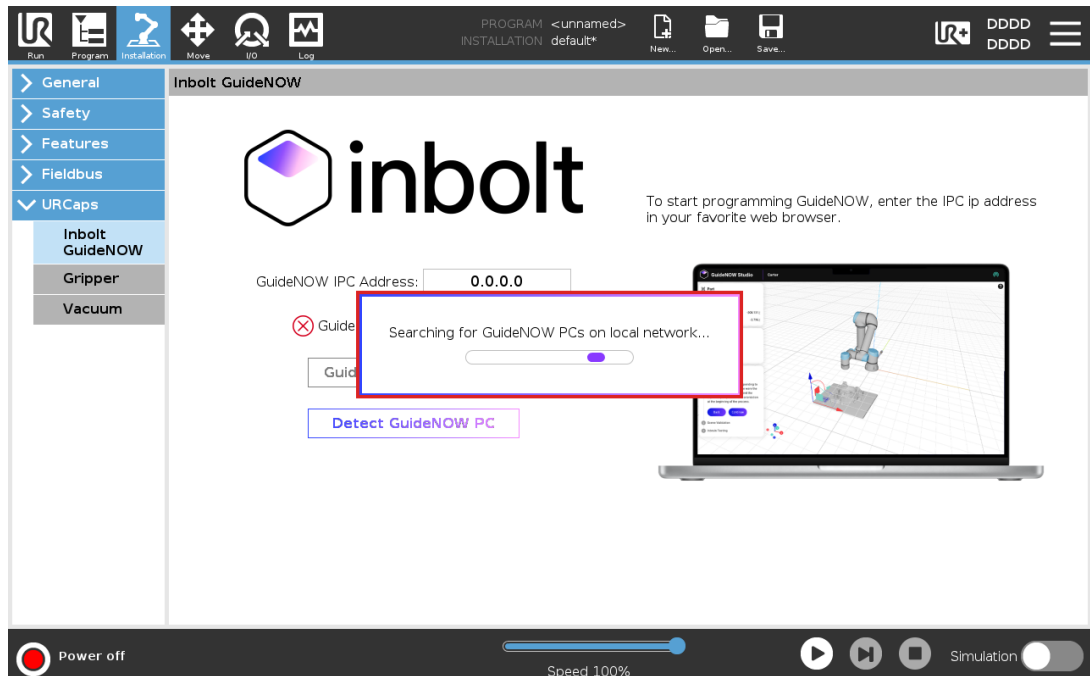 PROGRAM <unnamed>
INSTALLATION default*
Run Program Installation Move I/O Log New... Open... Save...
UR+ DDDD
DDDD
General
Safety
Features
Fieldbus
URCaps
Inbolt
GuideNOW
Gripper
Vacuum
Inbolt GuideNOW
inbolt
To start programming GuideNOW, enter the IPC ip address
in your favorite web browser.
GuideNOW IPC Address: 0.0.0.0
Guide
Guid
Searching for GuideNOW PCs on local network...
Detect GuideNOW PC
GuideNOW Studio
Power off
Speed 100%
Simulation